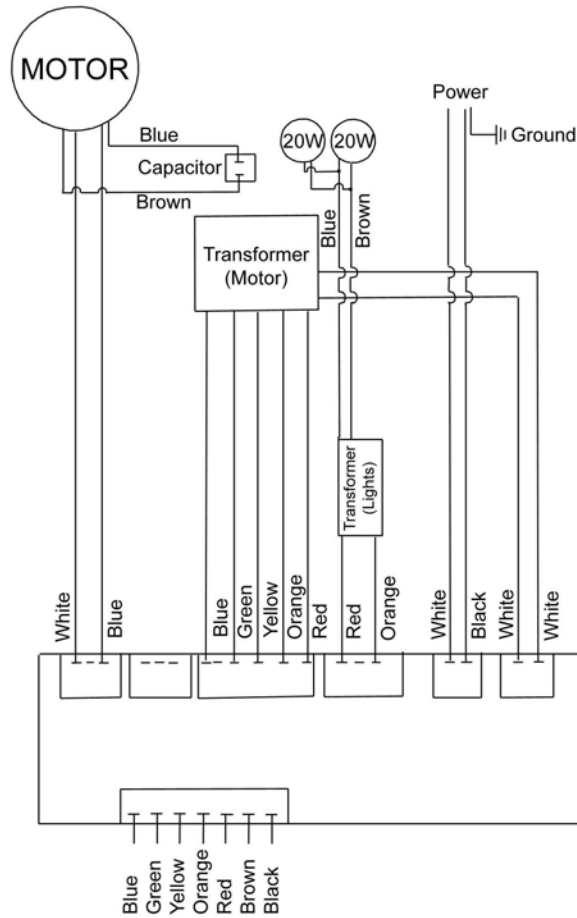 MOTOR
Blue
Capacitor
Brown
20W 20W
Power
Ground
Blue
Brown
Transformer
(Motor)
Transformer
(Lights)
White
Blue
Blue
Green
Yellow
Orange
Red
Red
Orange
White
Black
White
White
Blue
Green
Yellow
Orange
Red
Brown
Black